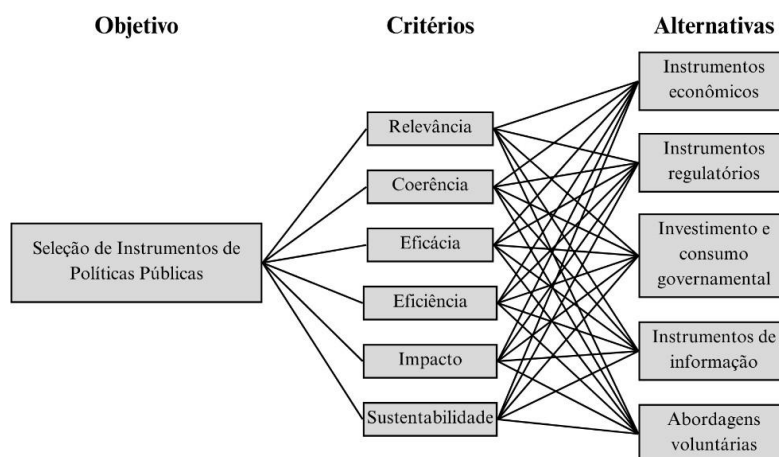 Objetivo
Critérios
Alternativas
Seleção de Instrumentos de
Políticas Públicas
Relevância
Coerência
Eficácia
Eficiência
Impacto
Sustentabilidade
Instrumentos
econômicos
Instrumentos
regulatórios
Investimento e
consumo
governamental
Instrumentos de
informação
Abordagens
voluntárias